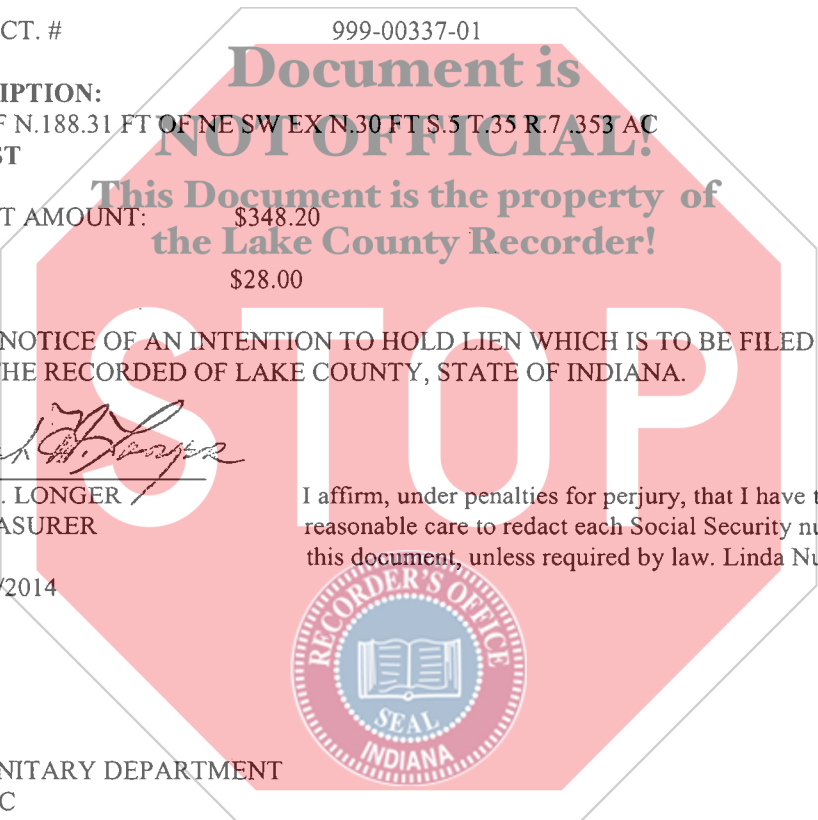 CT. # 999-00337-01
Document is
IPTION:
F N.188.31 FT OF NE SW EX N.30 FT S.5 T.35 R.7 .353 AC
NOT OFFICIAL!
ST
This Document is the property of
T AMOUNT: $348.20
the Lake County Recorder!
$28.00
NOTICE OF AN INTENTION TO HOLD LIEN WHICH IS TO BE FILED
HE RECORDED OF LAKE COUNTY, STATE OF INDIANA.
STOP
. LONGER
ASURER
I affirm, under penalties for perjury, that I have t
reasonable care to redact each Social Security nu
this document, unless required by law. Linda Nu
/2014
RECORDER'S OFFICE
SEAL
INDIANA
NITARY DEPARTMENT
C